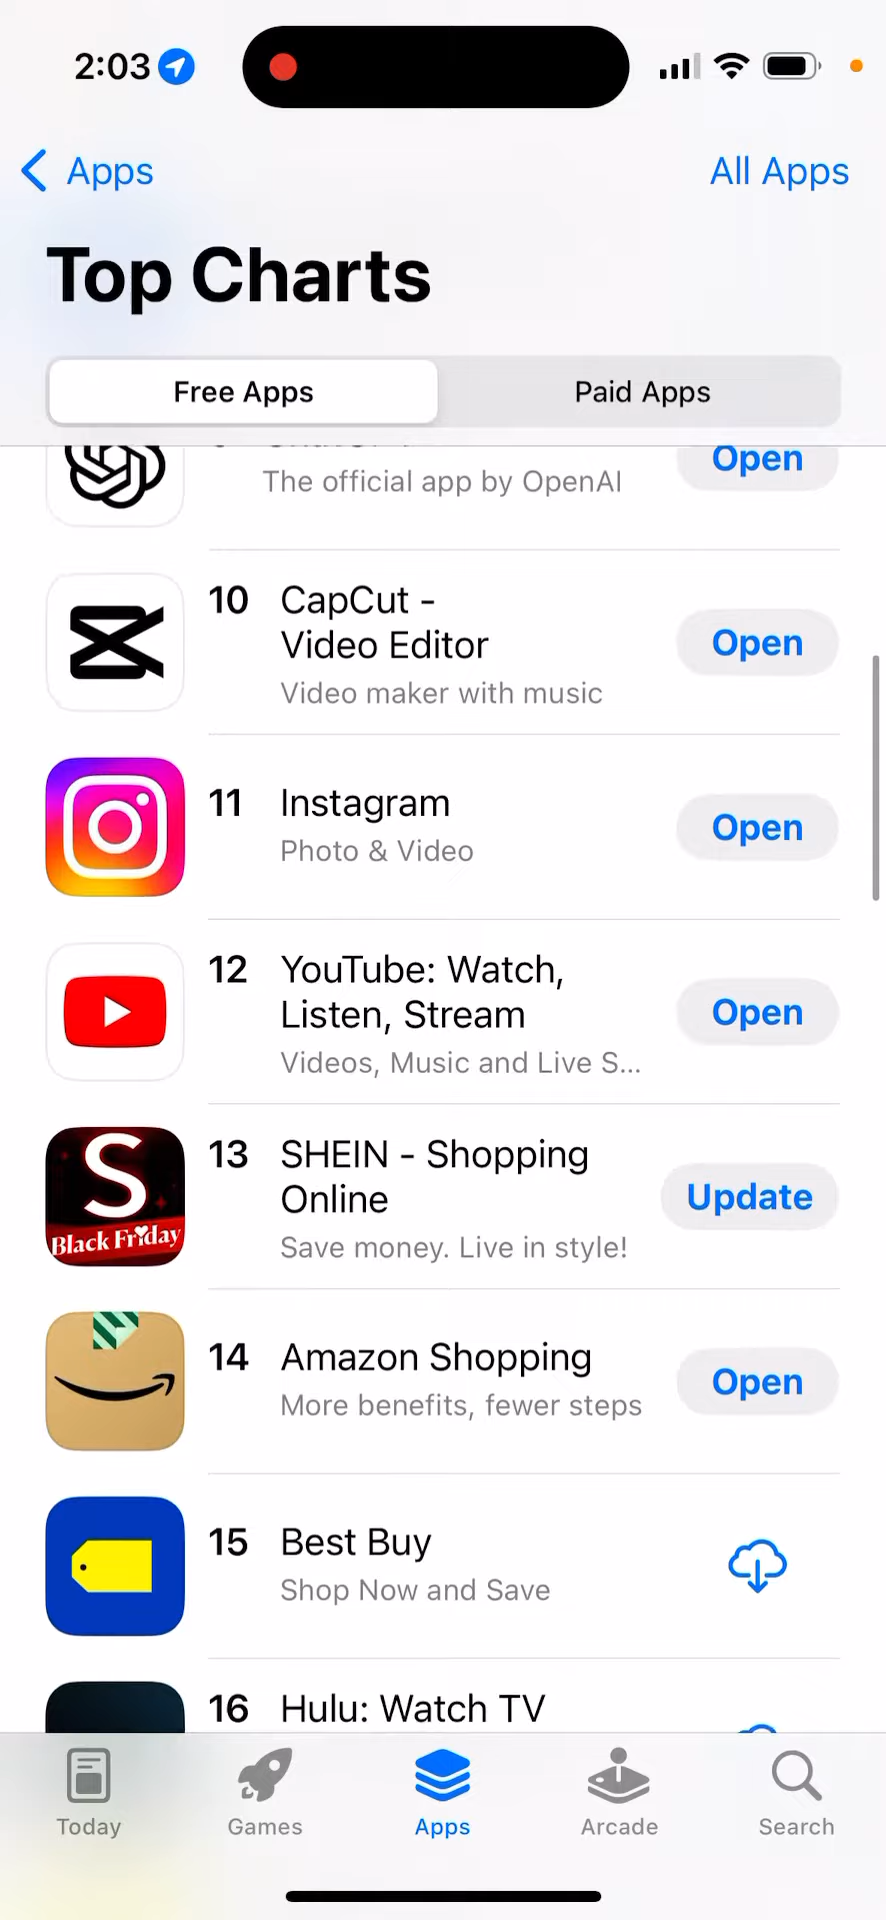 2:03
Apps
All Apps
Top Charts
Free Apps
Paid Apps
The official app by OpenAI
Open
10 CapCut -
Video Editor
Video maker with music
Open
11 Instagram
Photo & Video
Open
12 YouTube: Watch,
Listen, Stream
Videos, Music and Live S...
Open
S
Black Friday
13 SHEIN - Shopping
Online
Save money. Live in style!
Update
14 Amazon Shopping
More benefits, fewer steps
Open
15 Best Buy
Shop Now and Save
16 Hulu: Watch TV
Today
Games
Apps
Arcade
Search